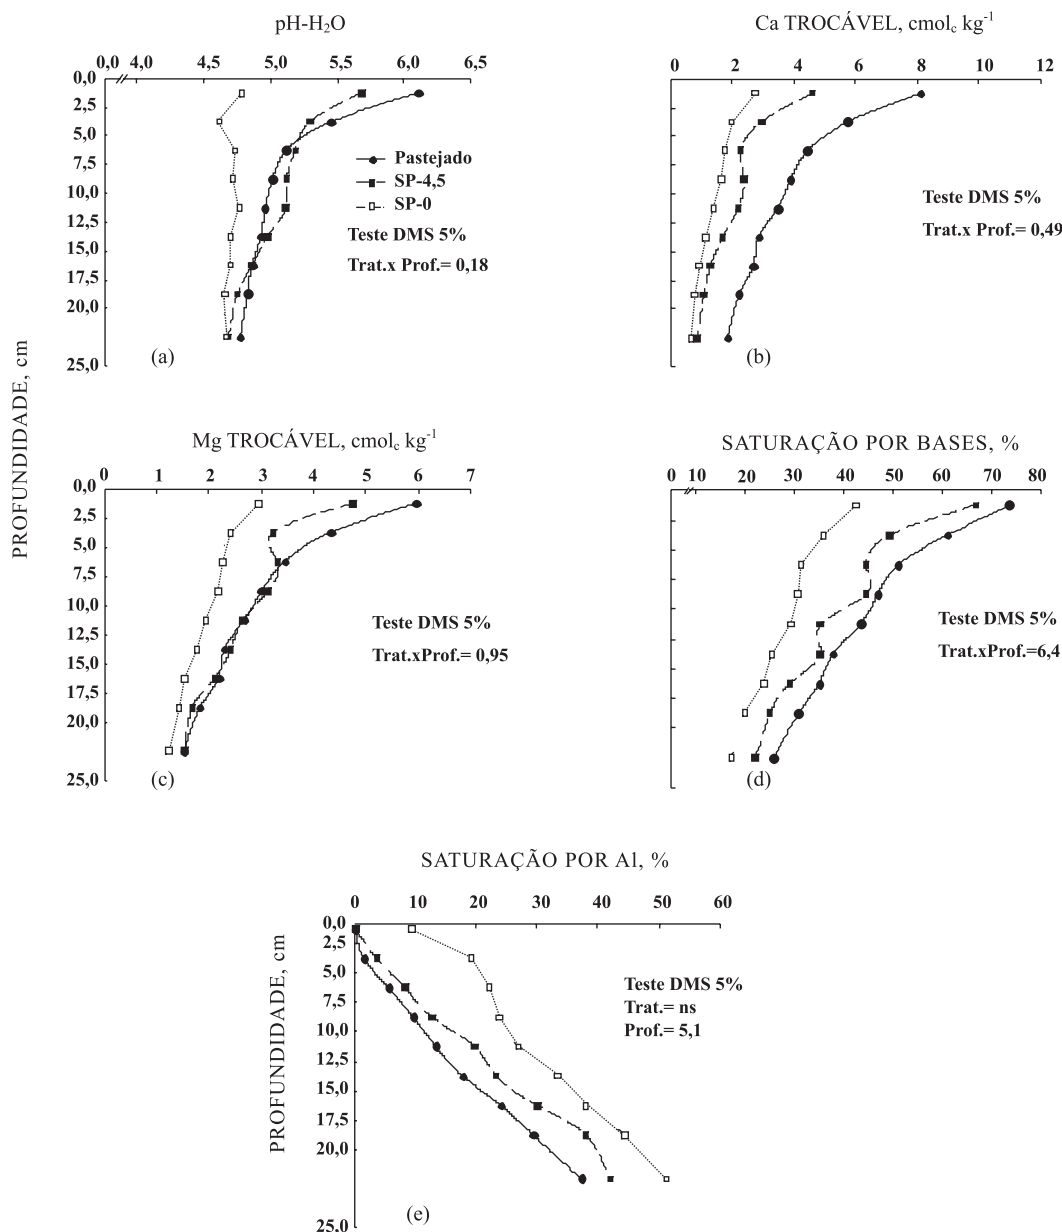 pH-H₂O
0,0 4,0 4,5 5,0 5,5 6,0 6,5
0,0
2,5
5,0
7,5
10,0
12,5
15,0
17,5
20,0
25,0
Pastejado
SP-4,5
SP-0
Teste DMS 5%
Trat.x Prof.= 0,18
(a)
Ca TROCÁVEL, cmolc kg⁻¹
0 2 4 6 8 10 12
Teste DMS 5%
Trat.x Prof.= 0,49
(b)
PROFUNDIDADE, cm
Mg TROCÁVEL, cmolc kg⁻¹
0 1 2 3 4 5 6 7
0,0
2,5
5,0
7,5
10,0
12,5
15,0
17,5
20,0
25,0
Teste DMS 5%
Trat.xProf.= 0,95
(c)
SATURAÇÃO POR BASES, %
0 10 20 30 40 50 60 70 80
Teste DMS 5%
Trat.xProf.=6,4
(d)
SATURAÇÃO POR Al, %
0 10 20 30 40 50 60
0,0
2,5
5,0
7,5
10,0
12,5
15,0
17,5
20,0
25,0
PROFUNDIDADE, cm
Teste DMS 5%
Trat.= ns
Prof.= 5,1
(e)